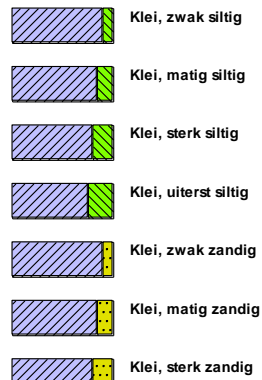 Klei, zwak siltig
Klei, matig siltig
Klei, sterk siltig
Klei, uiterst siltig
Klei, zwak zandig
Klei, matig zandig
Klei, sterk zandig